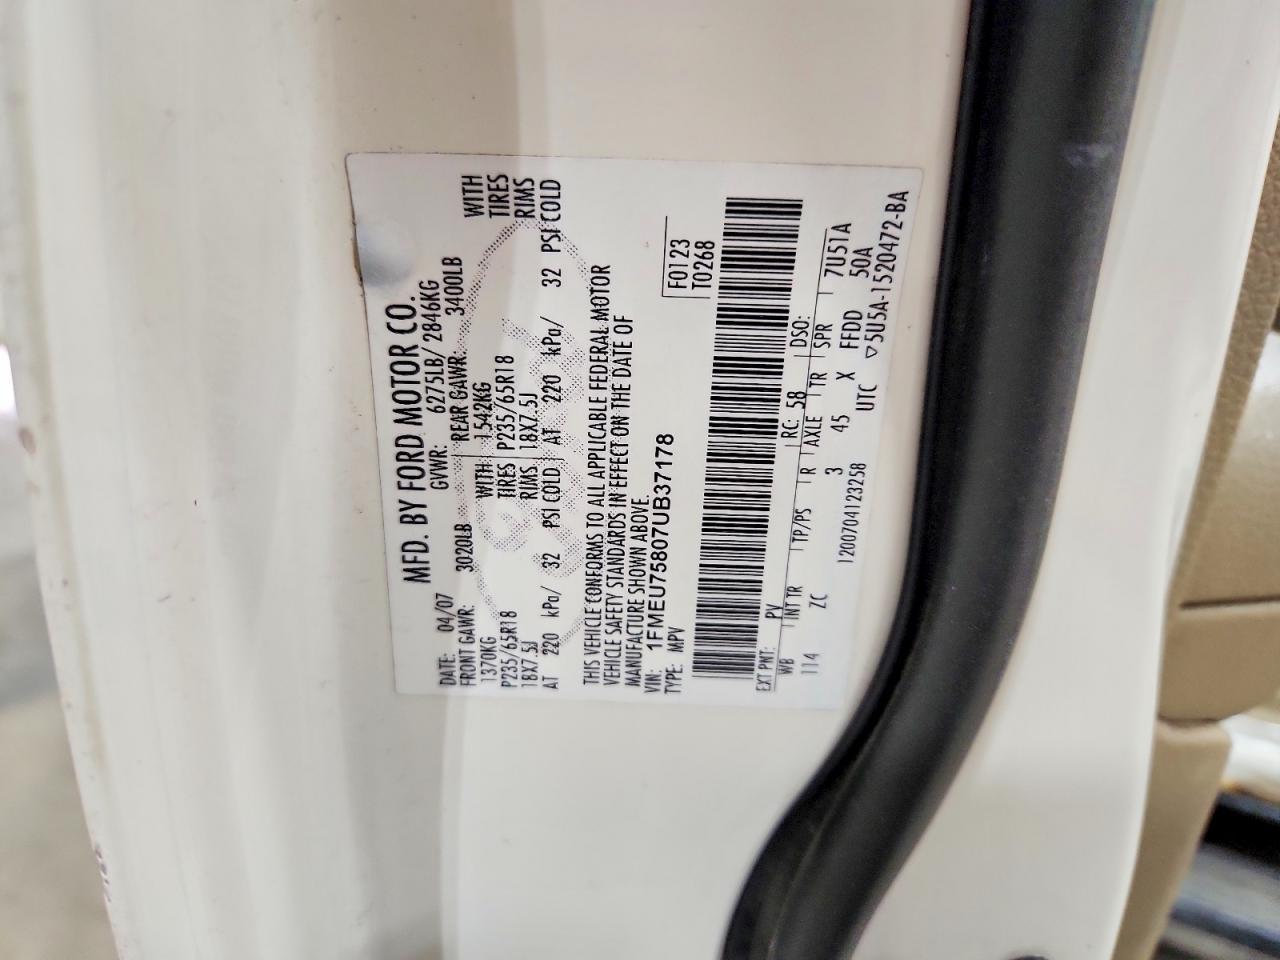 MFD. BY FORD MOTOR CO.
DATE: 04/07 GVWR: 6275LB/ 2846KG
FRONT GAWR: 3020LB REAR GAWR: 3400LB
1370KG WITH 1542KG WITH
P235/65R18 TIRES P235/65R18 TIRES
18X7.5J RIMS 18X7.5J RIMS
AT 220 kPa/ 32 PSI COLD AT 220 kPa/ 32 PSI COLD
THIS VEHICLE CONFORMS TO ALL APPLICABLE FEDERAL MOTOR
VEHICLE SAFETY STANDARDS IN EFFECT ON THE DATE OF
MANUFACTURE SHOWN ABOVE.
VIN: 1FMEU75807UB37178 F0123
TYPE: MPV T0268
EXT PNT: PV RC: 58 DSO:
WB INT TR TP/PS R AXLE TR SPR 7U51A
114 ZC 3 45 X FFDD 50A
1200704123258 UTC ▽5U5A-1520472-BA